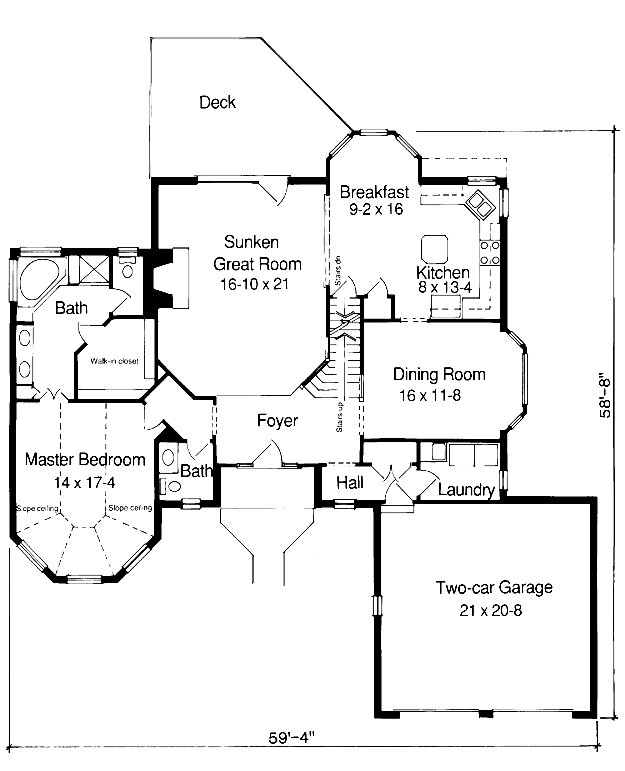 Deck
Breakfast
9-2 x 16
Sunken
Great Room
16-10 x 21
Stairs dn
Kitchen
8 x 13-4
Bath
Walk-in closet
Dining Room
16 x 11-8
58'-8"
Foyer
Stairs up
Master Bedroom
14 x 17-4
Bath
Hall
Laundry
Slope ceiling
Slope ceiling
Two-car Garage
21 x 20-8
59'-4"